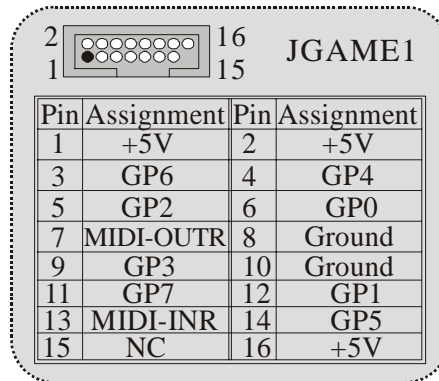 2 16 JGAME1
1 15
Pin Assignment Pin Assignment
1 +5V 2 +5V
3 GP6 4 GP4
5 GP2 6 GP0
7 MIDI-OUTR 8 Ground
9 GP3 10 Ground
11 GP7 12 GP1
13 MIDI-INR 14 GP5
15 NC 16 +5V